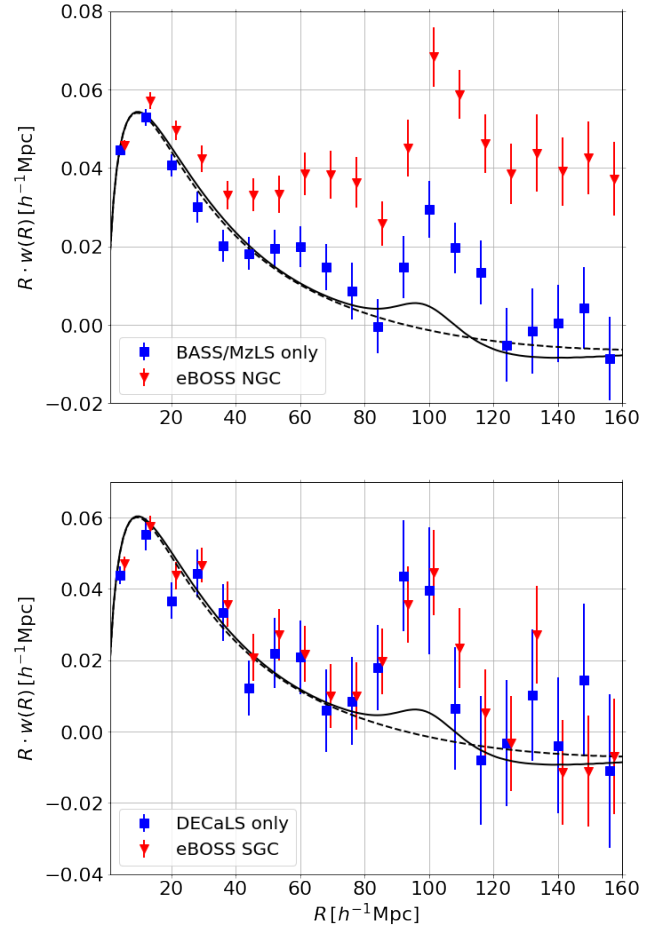 0.08
0.06
0.04
0.02
0.00
−0.02
R · w(R) [h⁻¹Mpc]
BASS/MzLS only
eBOSS NGC
20 40 60 80 100 120 140 160
0.06
0.04
0.02
0.00
−0.02
−0.04
R · w(R) [h⁻¹Mpc]
DECaLS only
eBOSS SGC
20 40 60 80 100 120 140 160
R [h⁻¹Mpc]